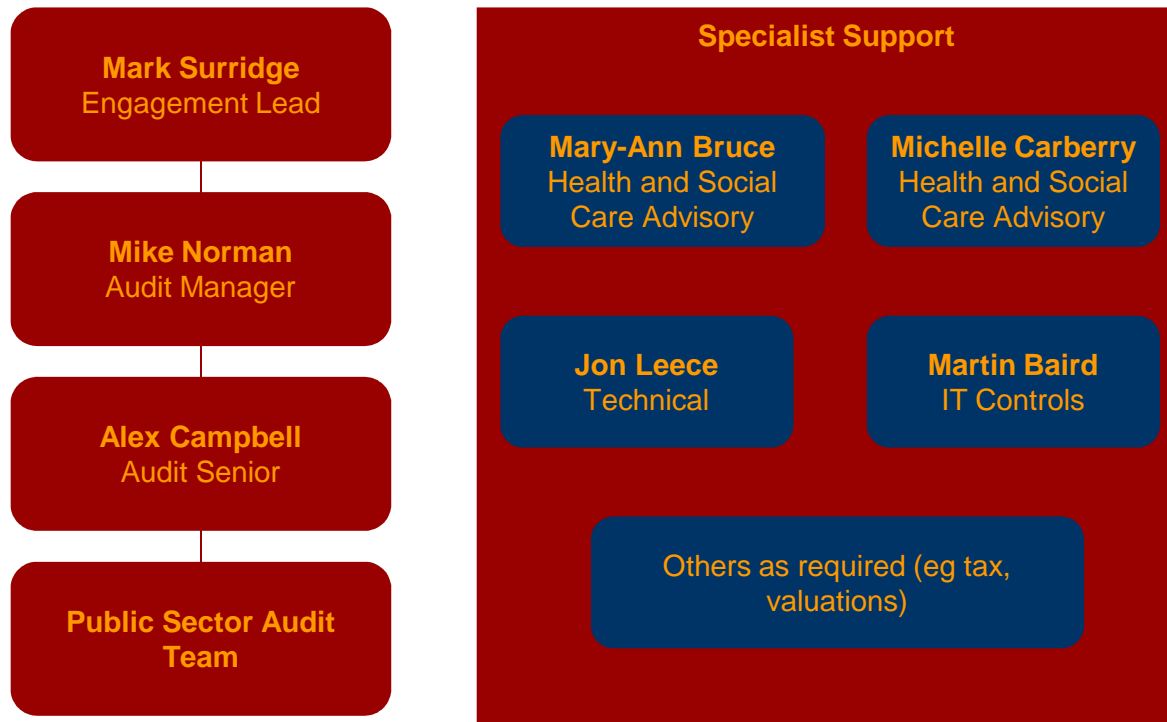 Mark Surridge
Engagement Lead
Mike Norman
Audit Manager
Alex Campbell
Audit Senior
Public Sector Audit
Team
Specialist Support
Mary-Ann Bruce
Health and Social
Care Advisory
Michelle Carberry
Health and Social
Care Advisory
Jon Leece
Technical
Martin Baird
IT Controls
Others as required (eg tax,
valuations)